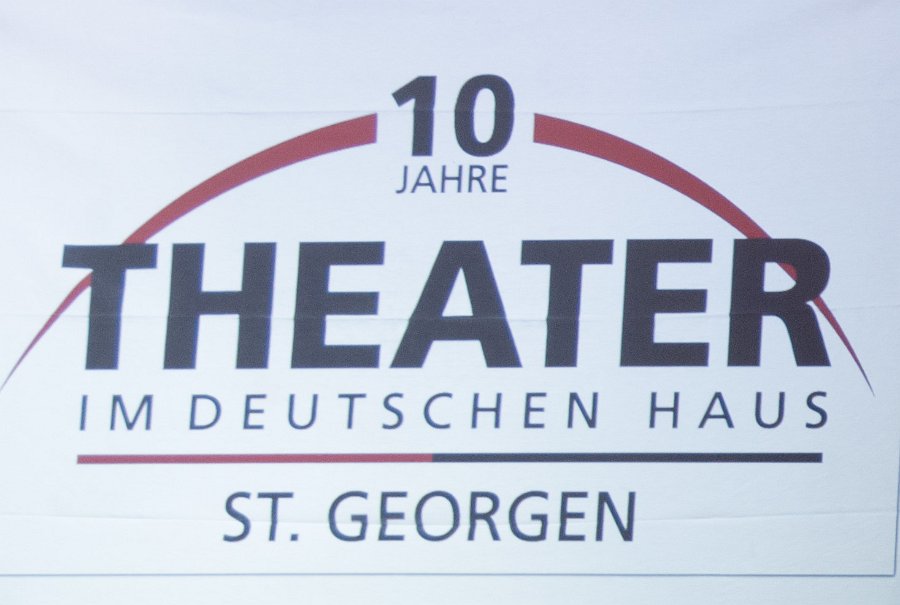 10
JAHRE
THEATER
IM DEUTSCHEN HAUS
ST. GEORGEN